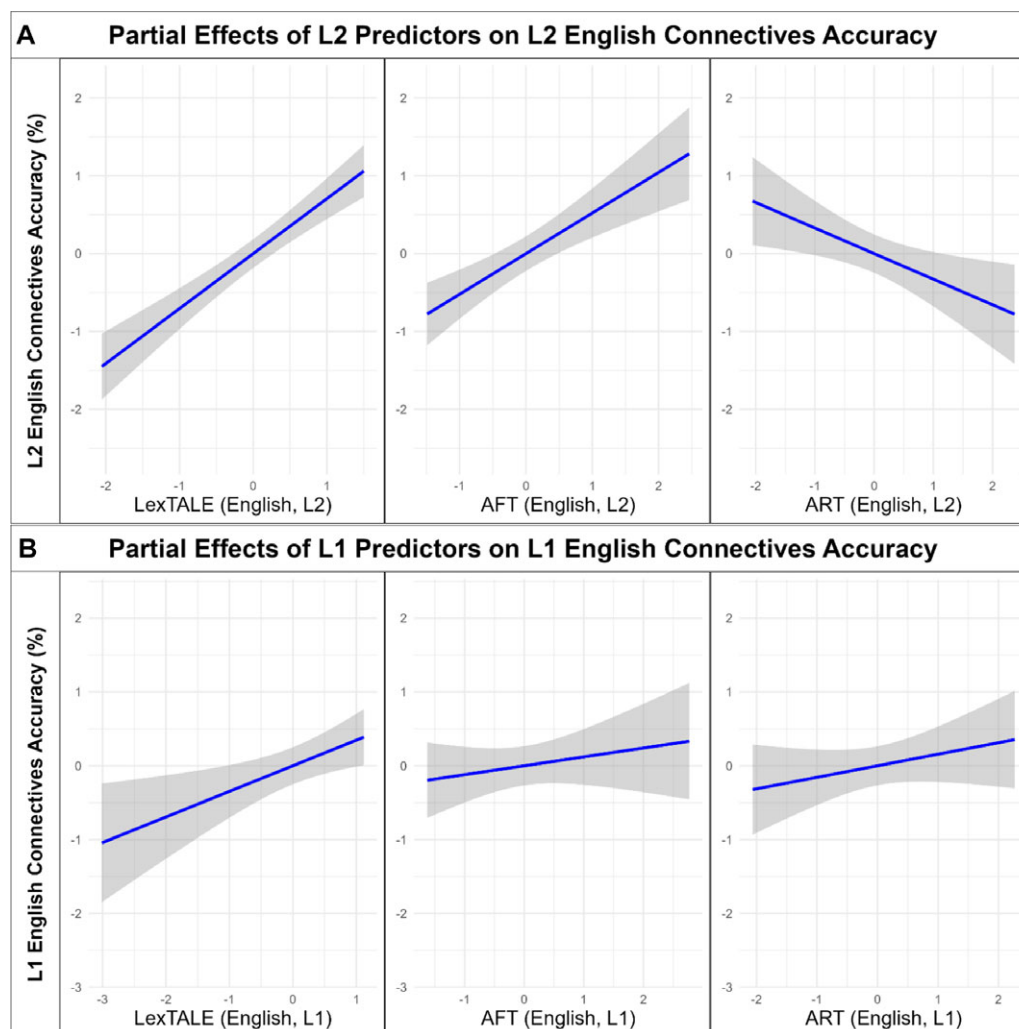 A Partial Effects of L2 Predictors on L2 English Connectives Accuracy
L2 English Connectives Accuracy (%)
2
1
0
-1
-2
-2 -1 0 1
LexTALE (English, L2)
2
1
0
-1
-2
-1 0 1 2
AFT (English, L2)
2
1
0
-1
-2
-2 -1 0 1 2
ART (English, L2)
B Partial Effects of L1 Predictors on L1 English Connectives Accuracy
L1 English Connectives Accuracy (%)
2
1
0
-1
-2
-3
-3 -2 -1 0 1
LexTALE (English, L1)
2
1
0
-1
-2
-3
-1 0 1 2
AFT (English, L1)
2
1
0
-1
-2
-3
-2 -1 0 1 2
ART (English, L1)